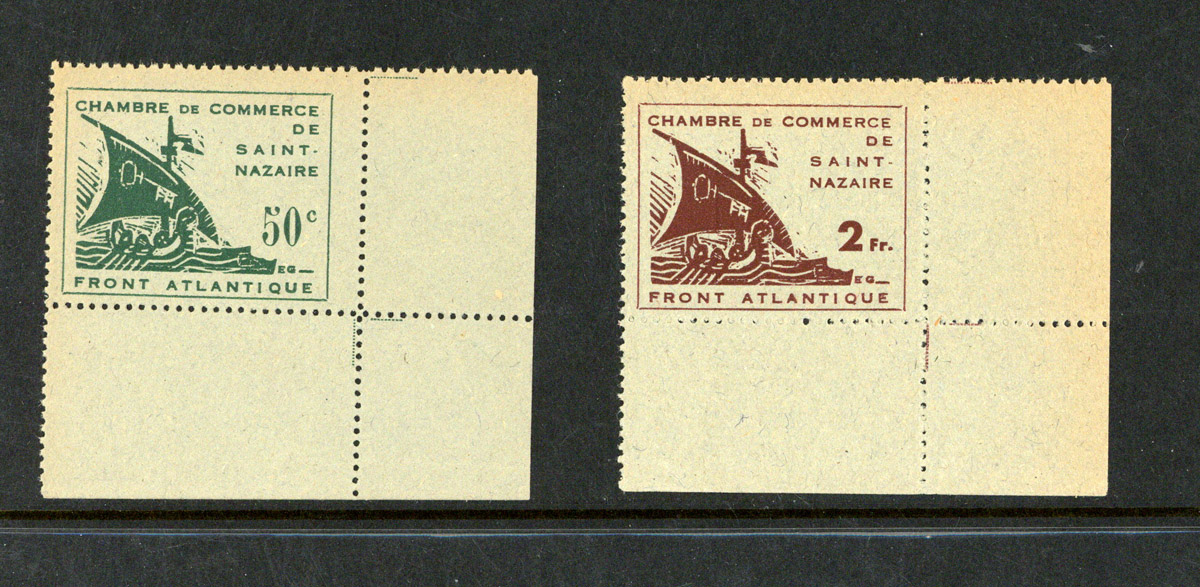 CHAMBRE DE COMMERCE
DE
SAINT-
NAZAIRE
50 c
EG
FRONT ATLANTIQUE
CHAMBRE DE COMMERCE
DE
SAINT-
NAZAIRE
2 Fr.
EG
FRONT ATLANTIQUE